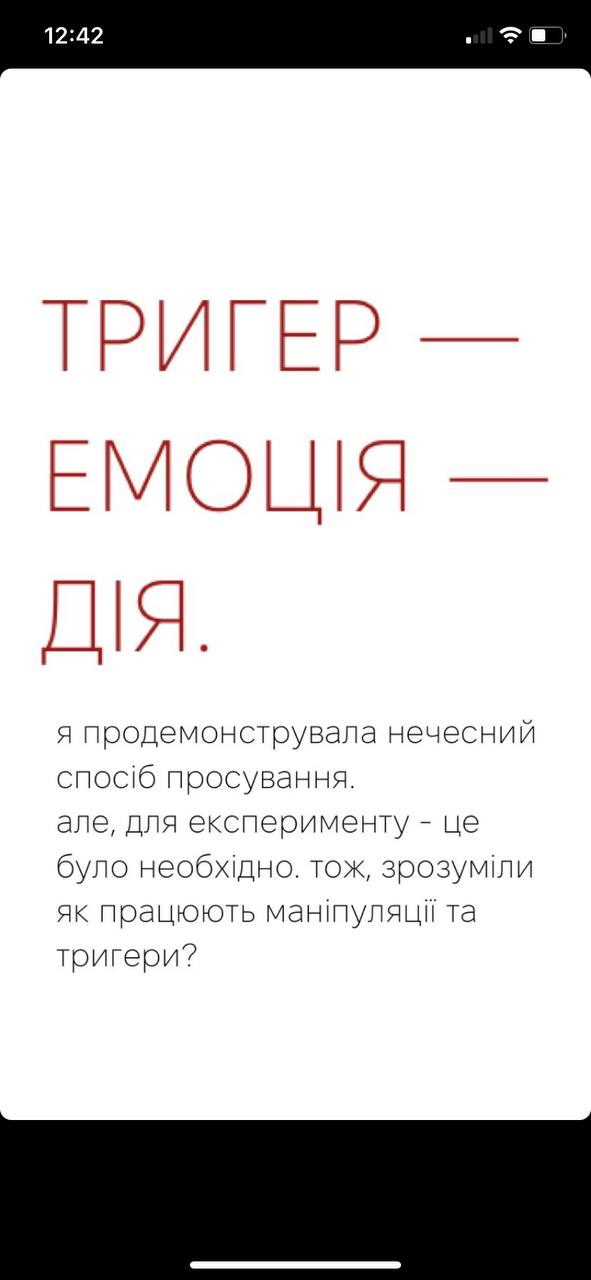 12:42
ТРИГЕР —
ЕМОЦІЯ —
ДІЯ.
я продемонструвала нечесний
спосіб просування.
але, для експерименту - це
було необхідно. тож, зрозуміли
як працюють маніпуляції та
тригери?